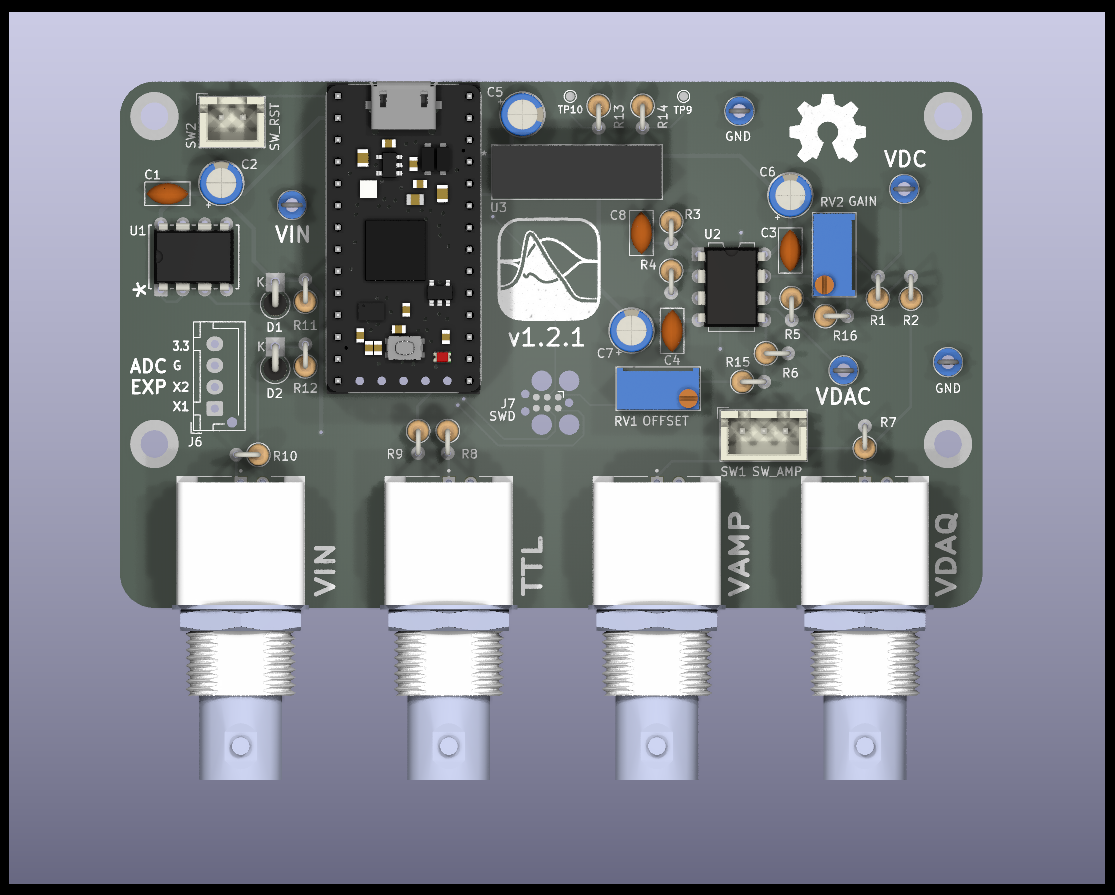 SW2
SW_RST
C1
C2
+
U1
VIN
*
K
D1
R11
K
D2
R12
ADC
EXP
3.3
G
X2
X1
J6
R10
C5
+
TP10
R13
R14
TP9
GND
*
U3
v1.2.1
C8
R3
R4
C7
+
C4
U2
C6
+
C3
RV2 GAIN
VDC
R5
R16
R1
R2
R15
R6
VDAC
GND
RV1 OFFSET
J7
SWD
R9
R8
SW1 SW_AMP
R7
VIN
TTL
VAMP
VDAQ